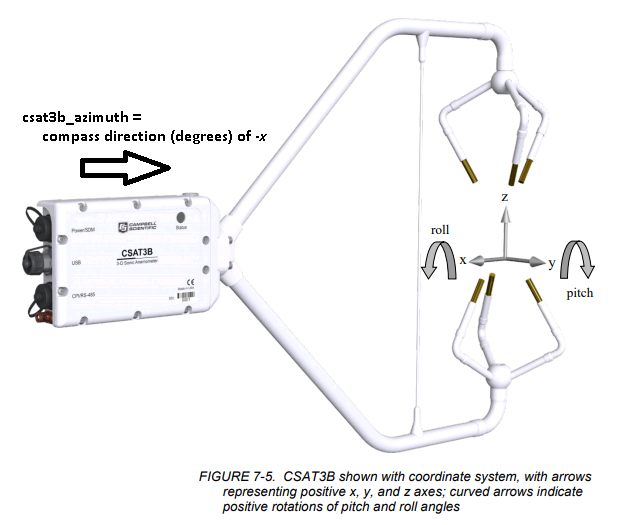 csat3b_azimuth =
compass direction (degrees) of -x
CAMPBELL
SCIENTIFIC
Status
Power/SDM
CSAT3B
3-D Sonic Anemometer
USB
CPI/RS-485
z
roll
x
y
pitch
FIGURE 7-5. CSAT3B shown with coordinate system, with arrows
representing positive x, y, and z axes; curved arrows indicate
positive rotations of pitch and roll angles